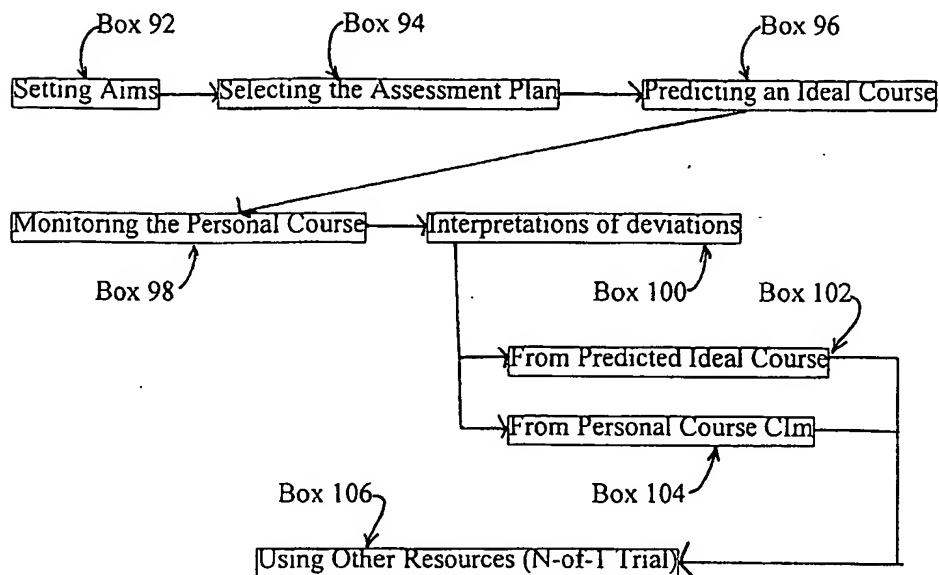 Box 92
Box 94
Box 96
Setting Aims
Selecting the Assessment Plan
Predicting an Ideal Course
Monitoring the Personal Course
Interpretations of deviations
Box 98
Box 100
Box 102
From Predicted Ideal Course
From Personal Course CIm
Box 106
Box 104
Using Other Resources (N-of-1 Trial)